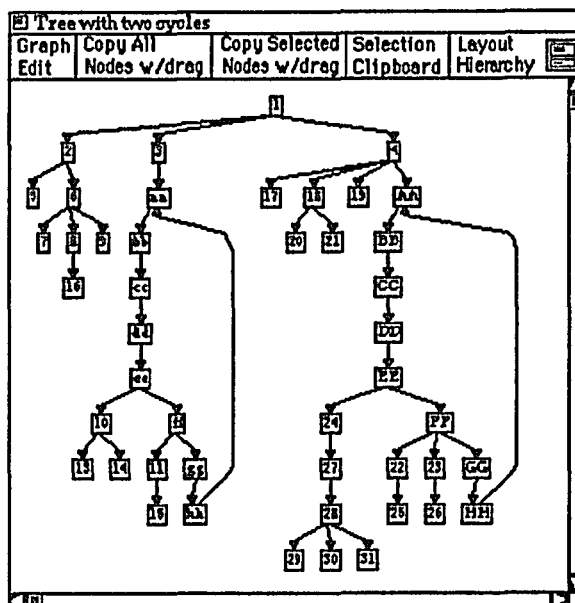 Tree with two cycles
Graph Copy All Copy Selected Selection Layout
Edit Nodes w/drag Nodes w/drag Clipboard Hierarchy
1
2 3
6 aa 17 18 19 AA
7 8 bb 20 21 BB
16 cc CC
dd DD
ee EE
10 ff 24 FF
13 14 11 gg 27 22 23 GG
hh 28 25 26 HH
29 30 31